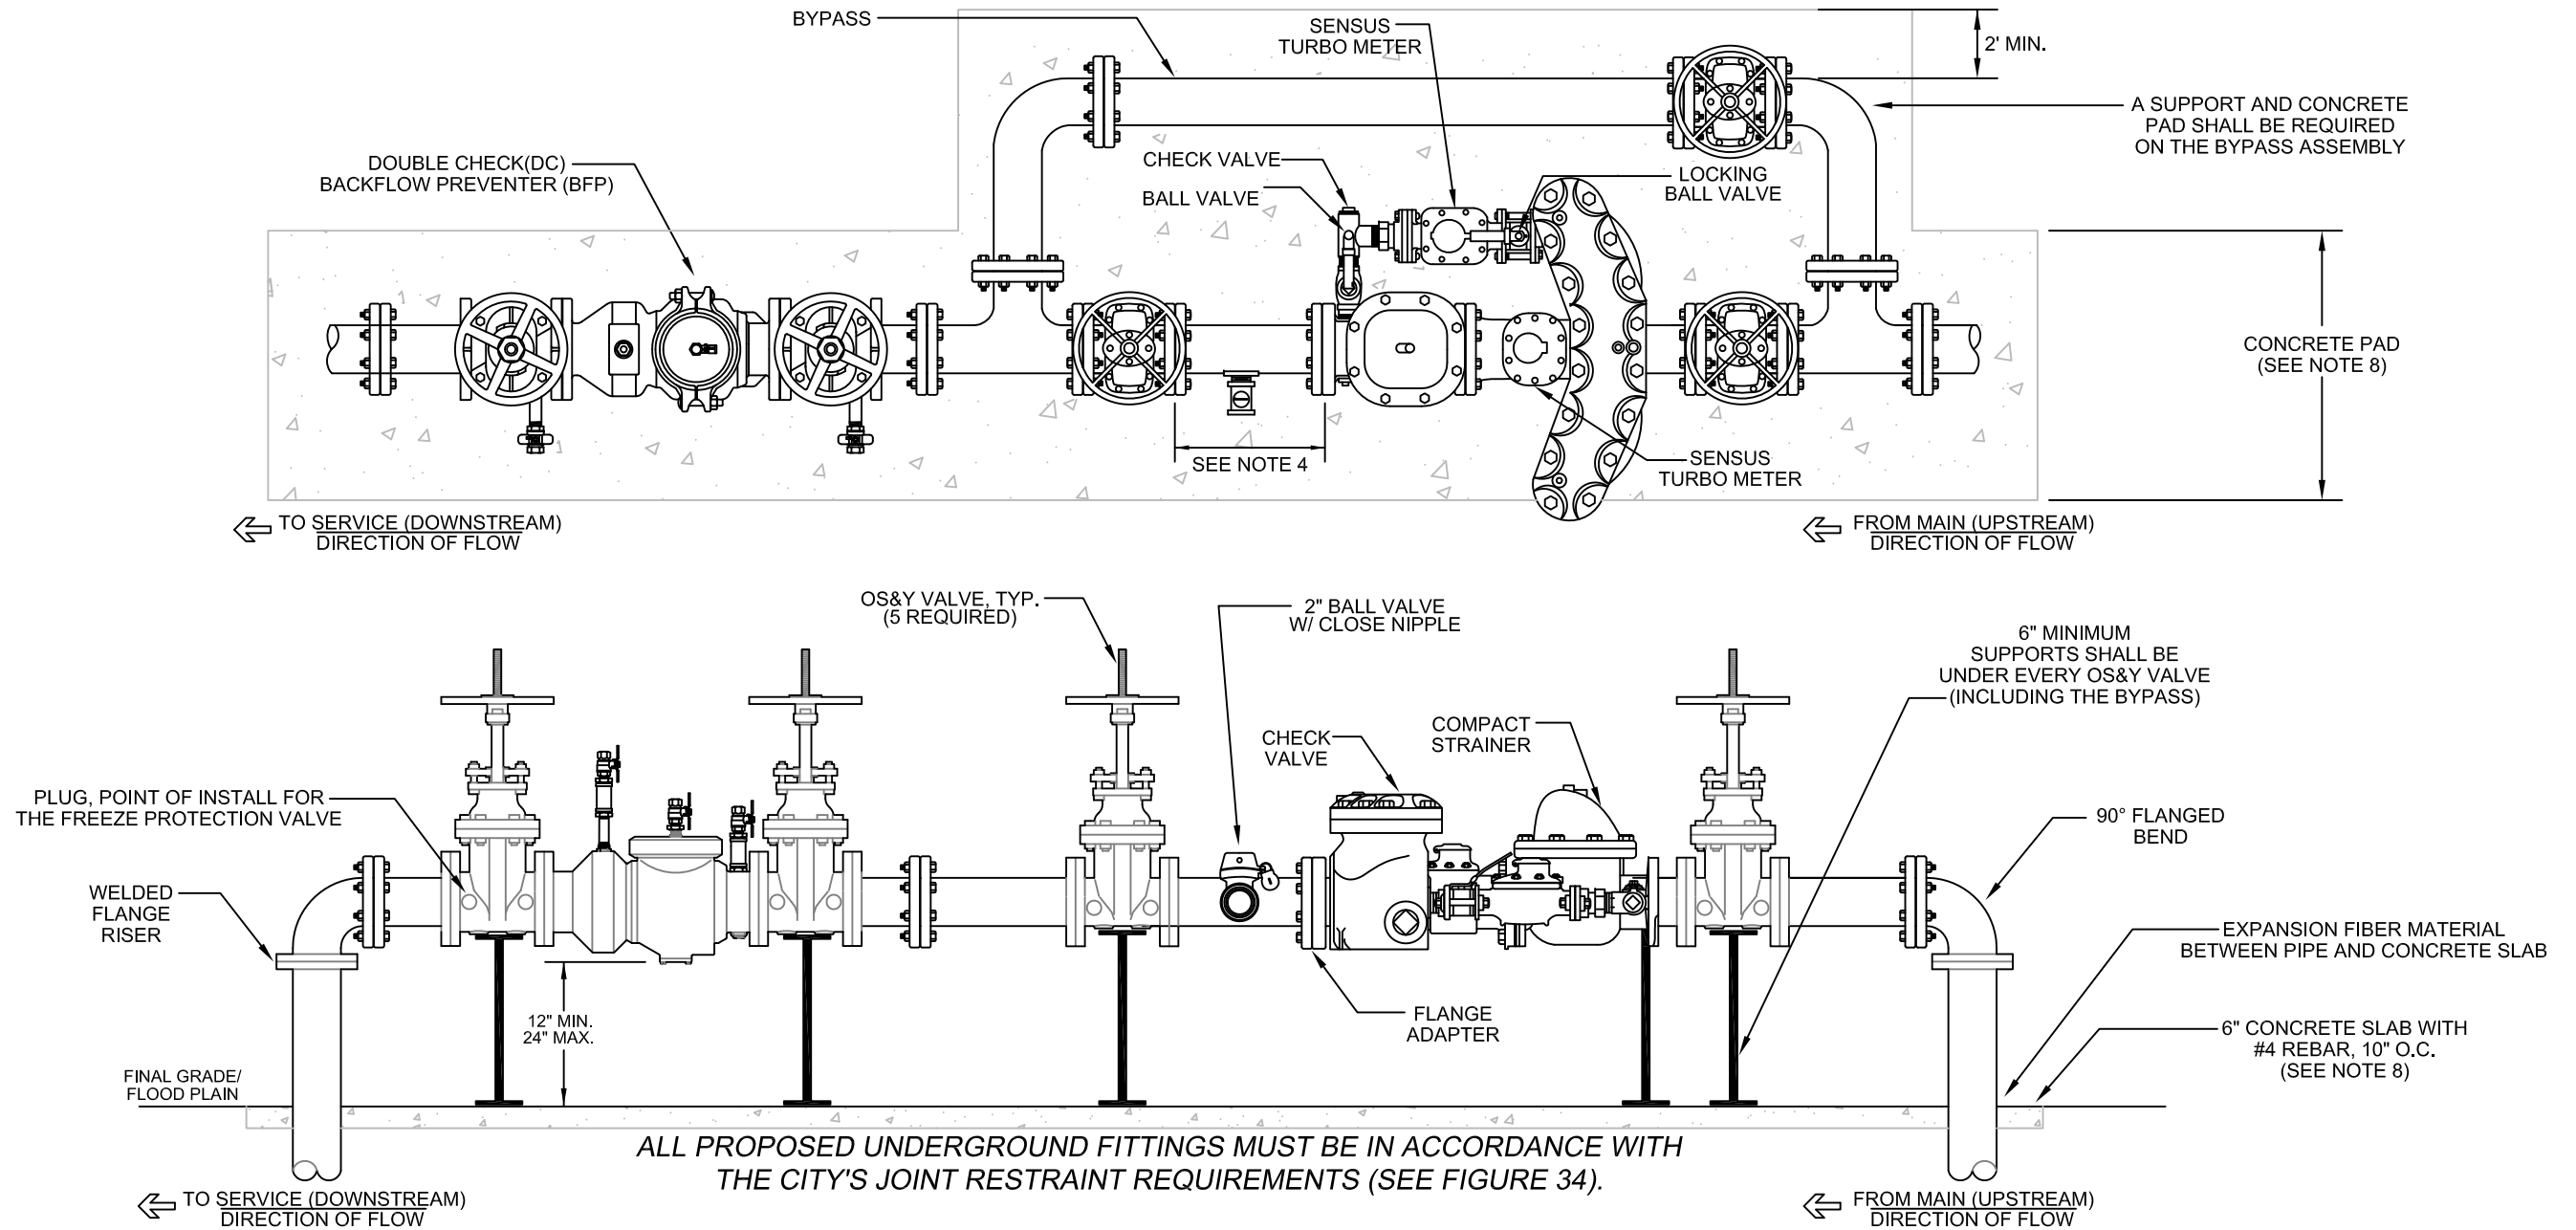 BYPASS
SENSUS
TURBO METER
2' MIN.
A SUPPORT AND CONCRETE
PAD SHALL BE REQUIRED
ON THE BYPASS ASSEMBLY
DOUBLE CHECK(DC)
BACKFLOW PREVENTER (BFP)
CHECK VALVE
BALL VALVE
LOCKING
BALL VALVE
CONCRETE PAD
(SEE NOTE 8)
SEE NOTE 4
SENSUS
TURBO METER
TO SERVICE (DOWNSTREAM)
DIRECTION OF FLOW
FROM MAIN (UPSTREAM)
DIRECTION OF FLOW
OS&Y VALVE, TYP.
(5 REQUIRED)
2" BALL VALVE
W/ CLOSE NIPPLE
6" MINIMUM
SUPPORTS SHALL BE
UNDER EVERY OS&Y VALVE
(INCLUDING THE BYPASS)
CHECK
VALVE
COMPACT
STRAINER
PLUG, POINT OF INSTALL FOR
THE FREEZE PROTECTION VALVE
90° FLANGED
BEND
WELDED
FLANGE
RISER
EXPANSION FIBER MATERIAL
BETWEEN PIPE AND CONCRETE SLAB
12" MIN.
24" MAX.
FLANGE
ADAPTER
6" CONCRETE SLAB WITH
#4 REBAR, 10" O.C.
(SEE NOTE 8)
FINAL GRADE/
FLOOD PLAIN
ALL PROPOSED UNDERGROUND FITTINGS MUST BE IN ACCORDANCE WITH
THE CITY'S JOINT RESTRAINT REQUIREMENTS (SEE FIGURE 34).
TO SERVICE (DOWNSTREAM)
DIRECTION OF FLOW
FROM MAIN (UPSTREAM)
DIRECTION OF FLOW